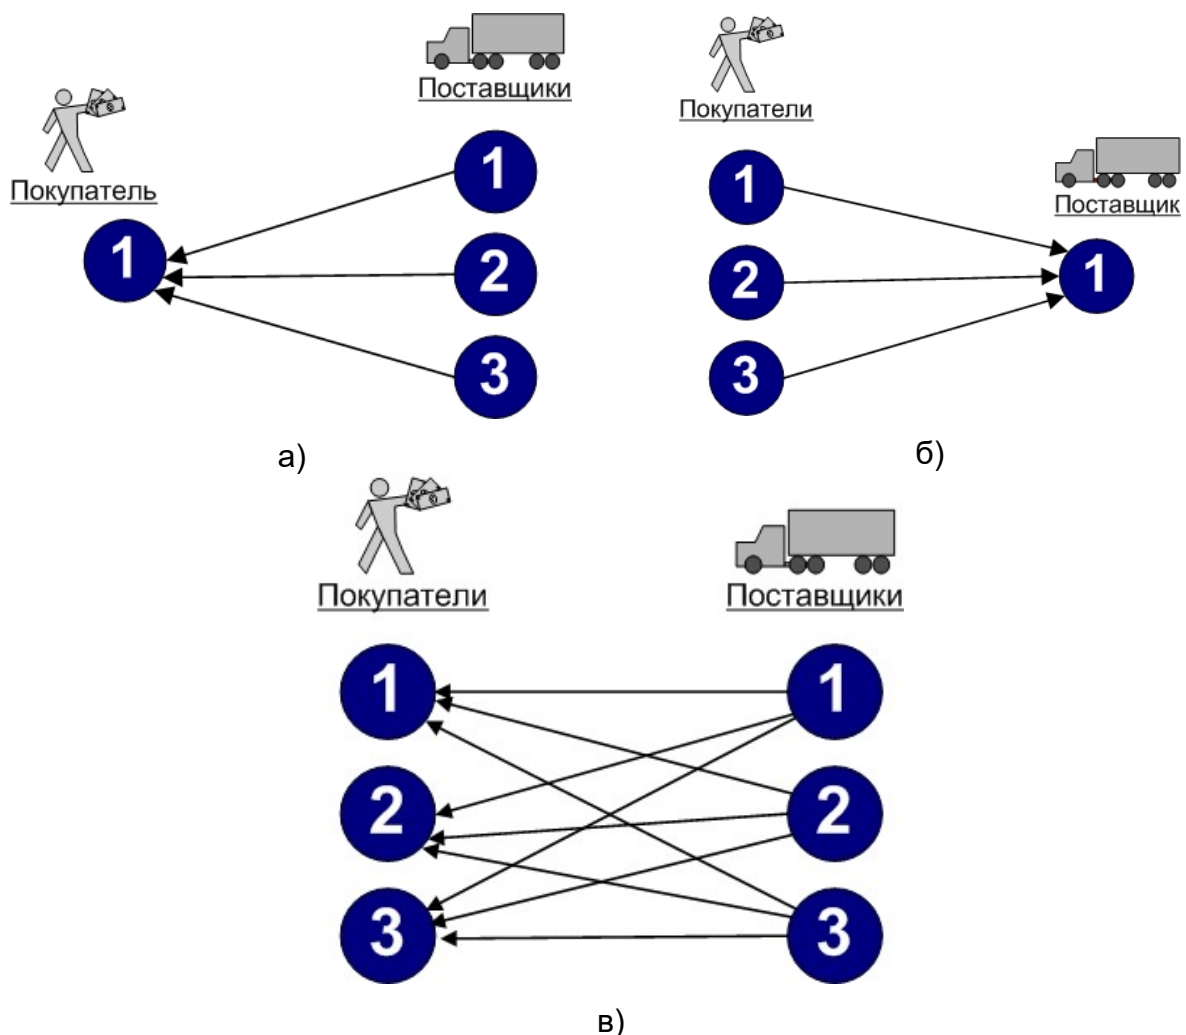 Поставщики
Покупатель
1
1
2
3
а)
Покупатели
Поставщик
1
2
3
1
б)
Покупатели
Поставщики
1
1
2
2
3
3
в)